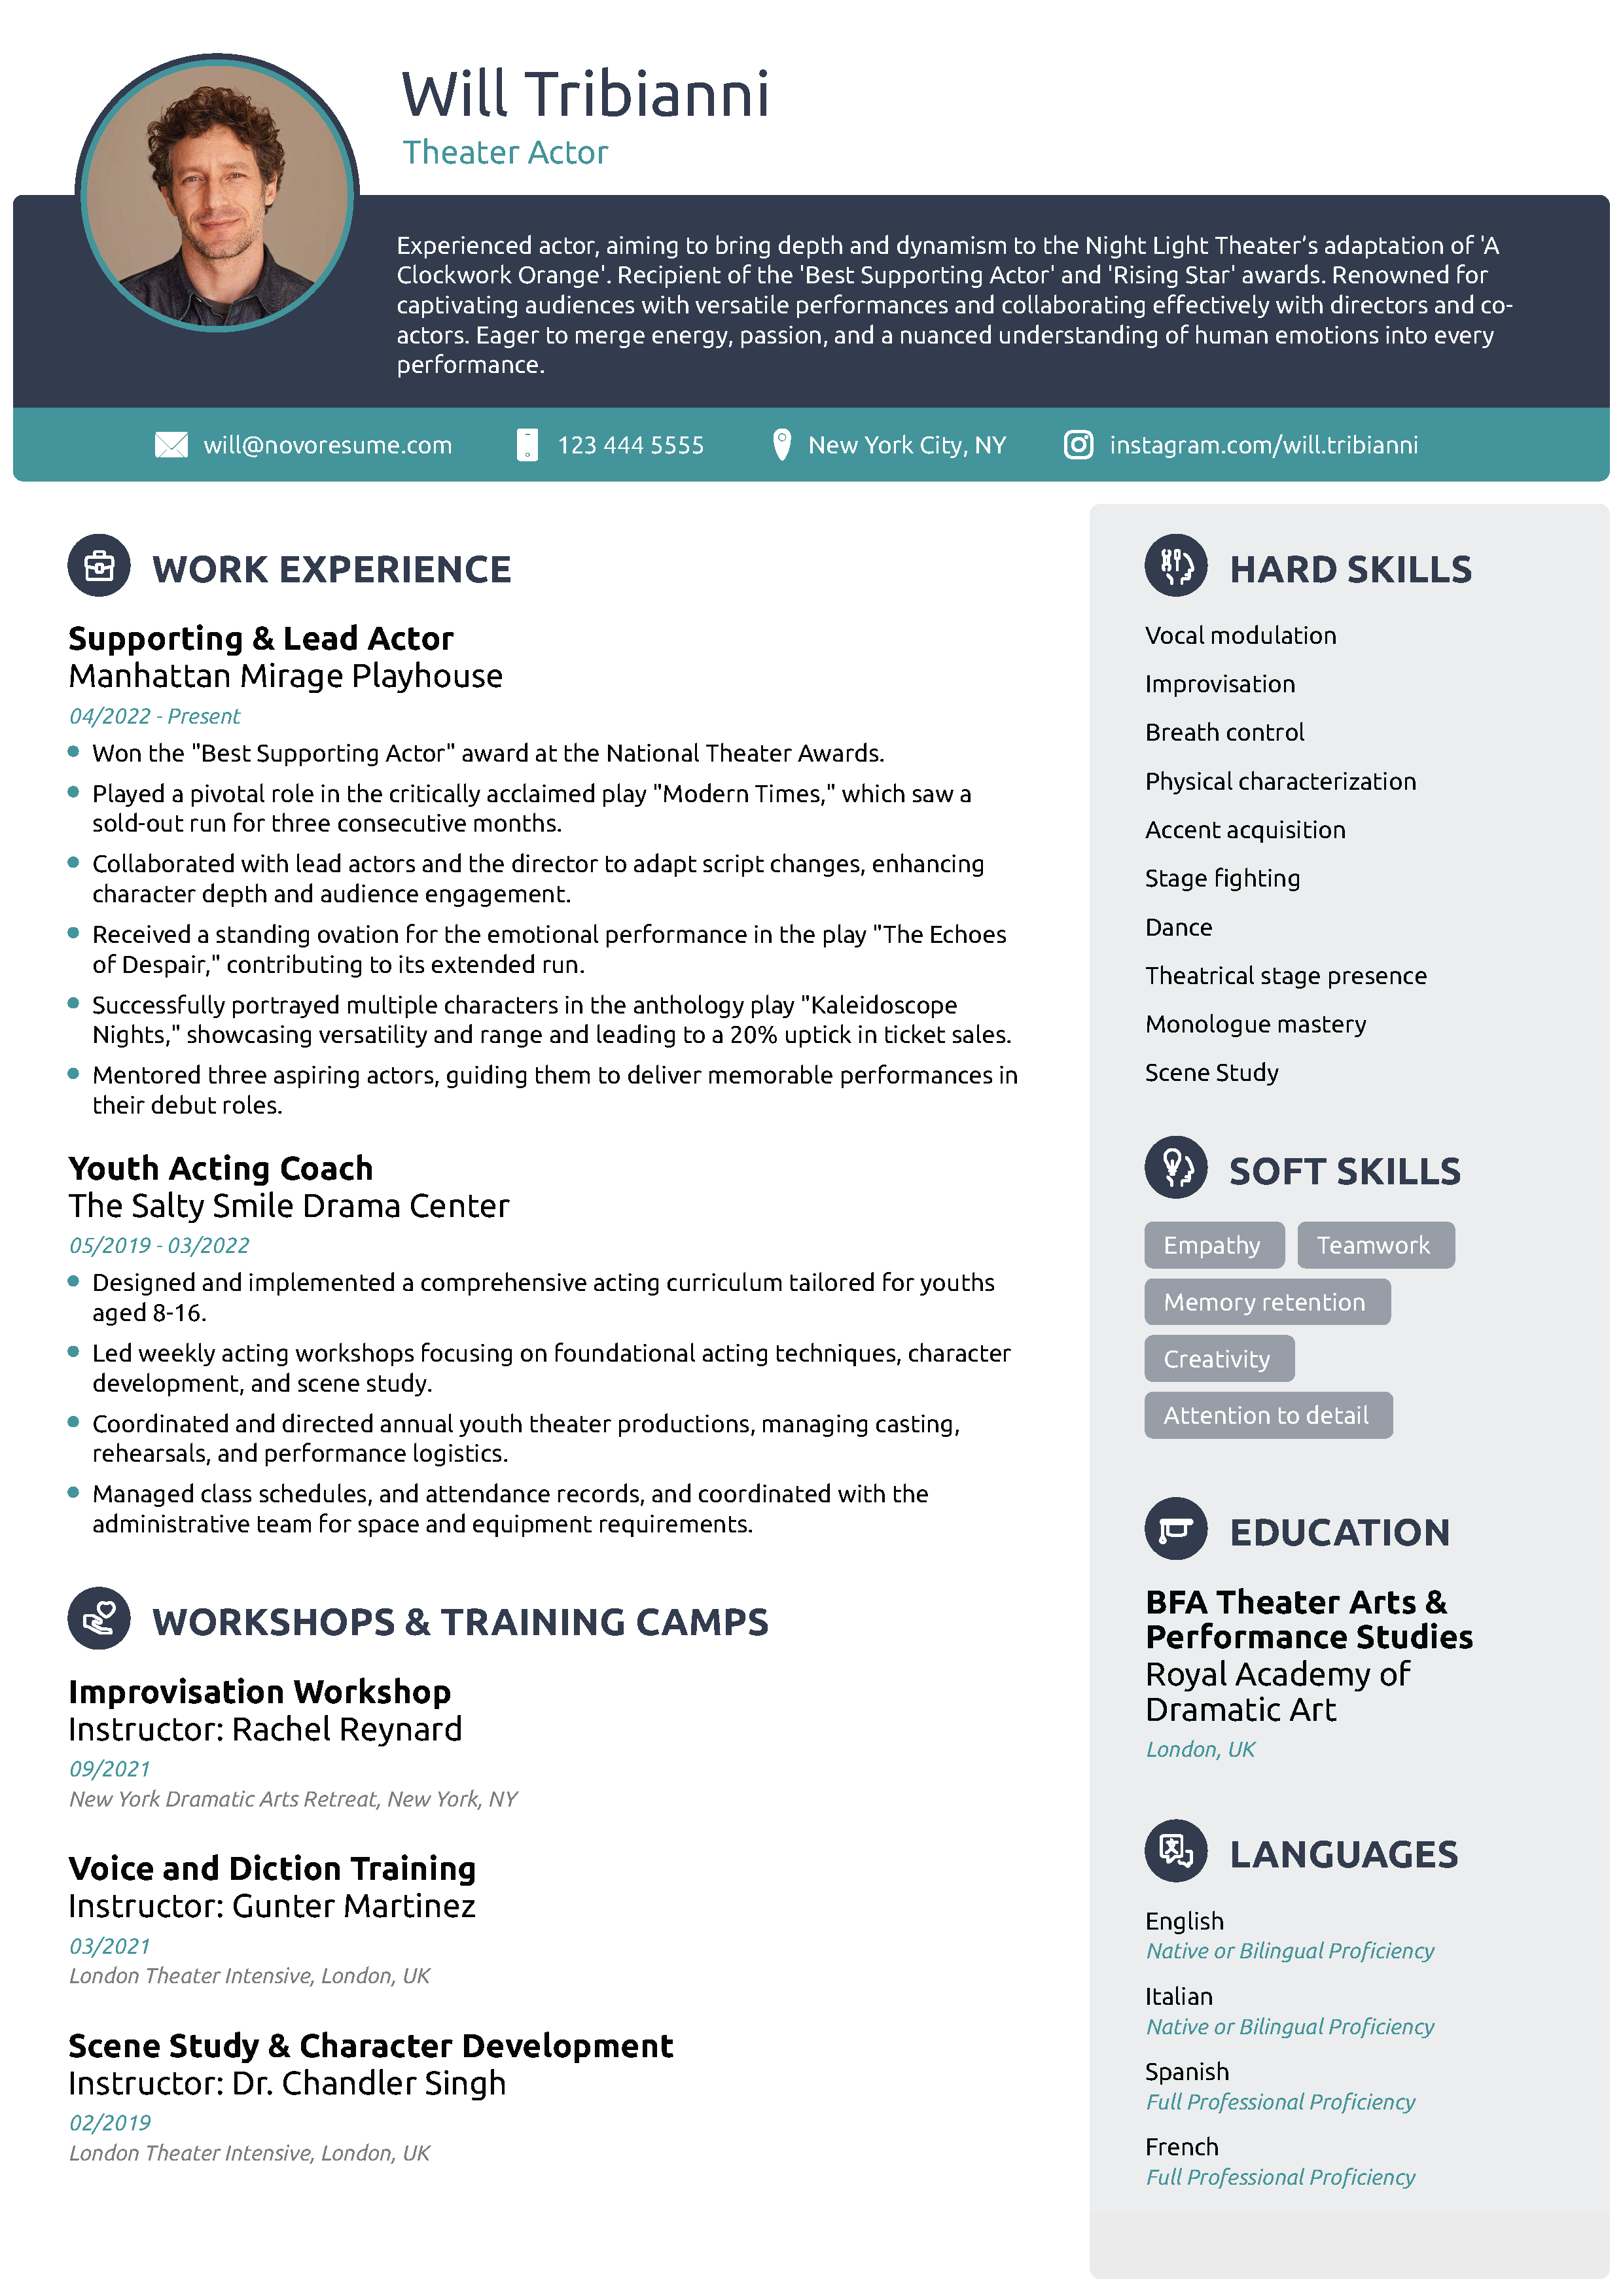 Will Tribianni
Theater Actor
Experienced actor, aiming to bring depth and dynamism to the Night Light Theater’s adaptation of 'A
Clockwork Orange'. Recipient of the 'Best Supporting Actor' and 'Rising Star' awards. Renowned for
captivating audiences with versatile performances and collaborating effectively with directors and co-
actors. Eager to merge energy, passion, and a nuanced understanding of human emotions into every
performance.
will@novoresume.com
123 444 5555
New York City, NY
instagram.com/will.tribianni
WORK EXPERIENCE
Supporting & Lead Actor
Manhattan Mirage Playhouse
04/2022 - Present
Won the "Best Supporting Actor" award at the National Theater Awards.
Played a pivotal role in the critically acclaimed play "Modern Times," which saw a
sold-out run for three consecutive months.
Collaborated with lead actors and the director to adapt script changes, enhancing
character depth and audience engagement.
Received a standing ovation for the emotional performance in the play "The Echoes
of Despair," contributing to its extended run.
Successfully portrayed multiple characters in the anthology play "Kaleidoscope
Nights," showcasing versatility and range and leading to a 20% uptick in ticket sales.
Mentored three aspiring actors, guiding them to deliver memorable performances in
their debut roles.
Youth Acting Coach
The Salty Smile Drama Center
05/2019 - 03/2022
Designed and implemented a comprehensive acting curriculum tailored for youths
aged 8-16.
Led weekly acting workshops focusing on foundational acting techniques, character
development, and scene study.
Coordinated and directed annual youth theater productions, managing casting,
rehearsals, and performance logistics.
Managed class schedules, and attendance records, and coordinated with the
administrative team for space and equipment requirements.
WORKSHOPS & TRAINING CAMPS
Improvisation Workshop
Instructor: Rachel Reynard
09/2021
New York Dramatic Arts Retreat, New York, NY
Voice and Diction Training
Instructor: Gunter Martinez
03/2021
London Theater Intensive, London, UK
Scene Study & Character Development
Instructor: Dr. Chandler Singh
02/2019
London Theater Intensive, London, UK
HARD SKILLS
Vocal modulation
Improvisation
Breath control
Physical characterization
Accent acquisition
Stage fighting
Dance
Theatrical stage presence
Monologue mastery
Scene Study
SOFT SKILLS
Empathy
Teamwork
Memory retention
Creativity
Attention to detail
EDUCATION
BFA Theater Arts &
Performance Studies
Royal Academy of
Dramatic Art
London, UK
LANGUAGES
English
Native or Bilingual Proficiency
Italian
Native or Bilingual Proficiency
Spanish
Full Professional Proficiency
French
Full Professional Proficiency